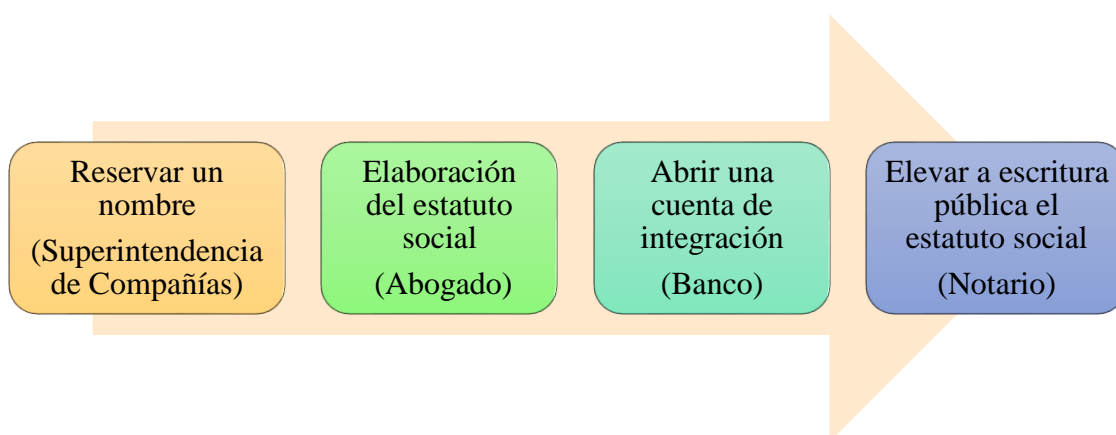 Reservar un
nombre
(Superintendencia
de Compañías)
Elaboración
del estatuto
social
(Abogado)
Abrir una
cuenta de
integración
(Banco)
Elevar a escritura
pública el
estatuto social
(Notario)